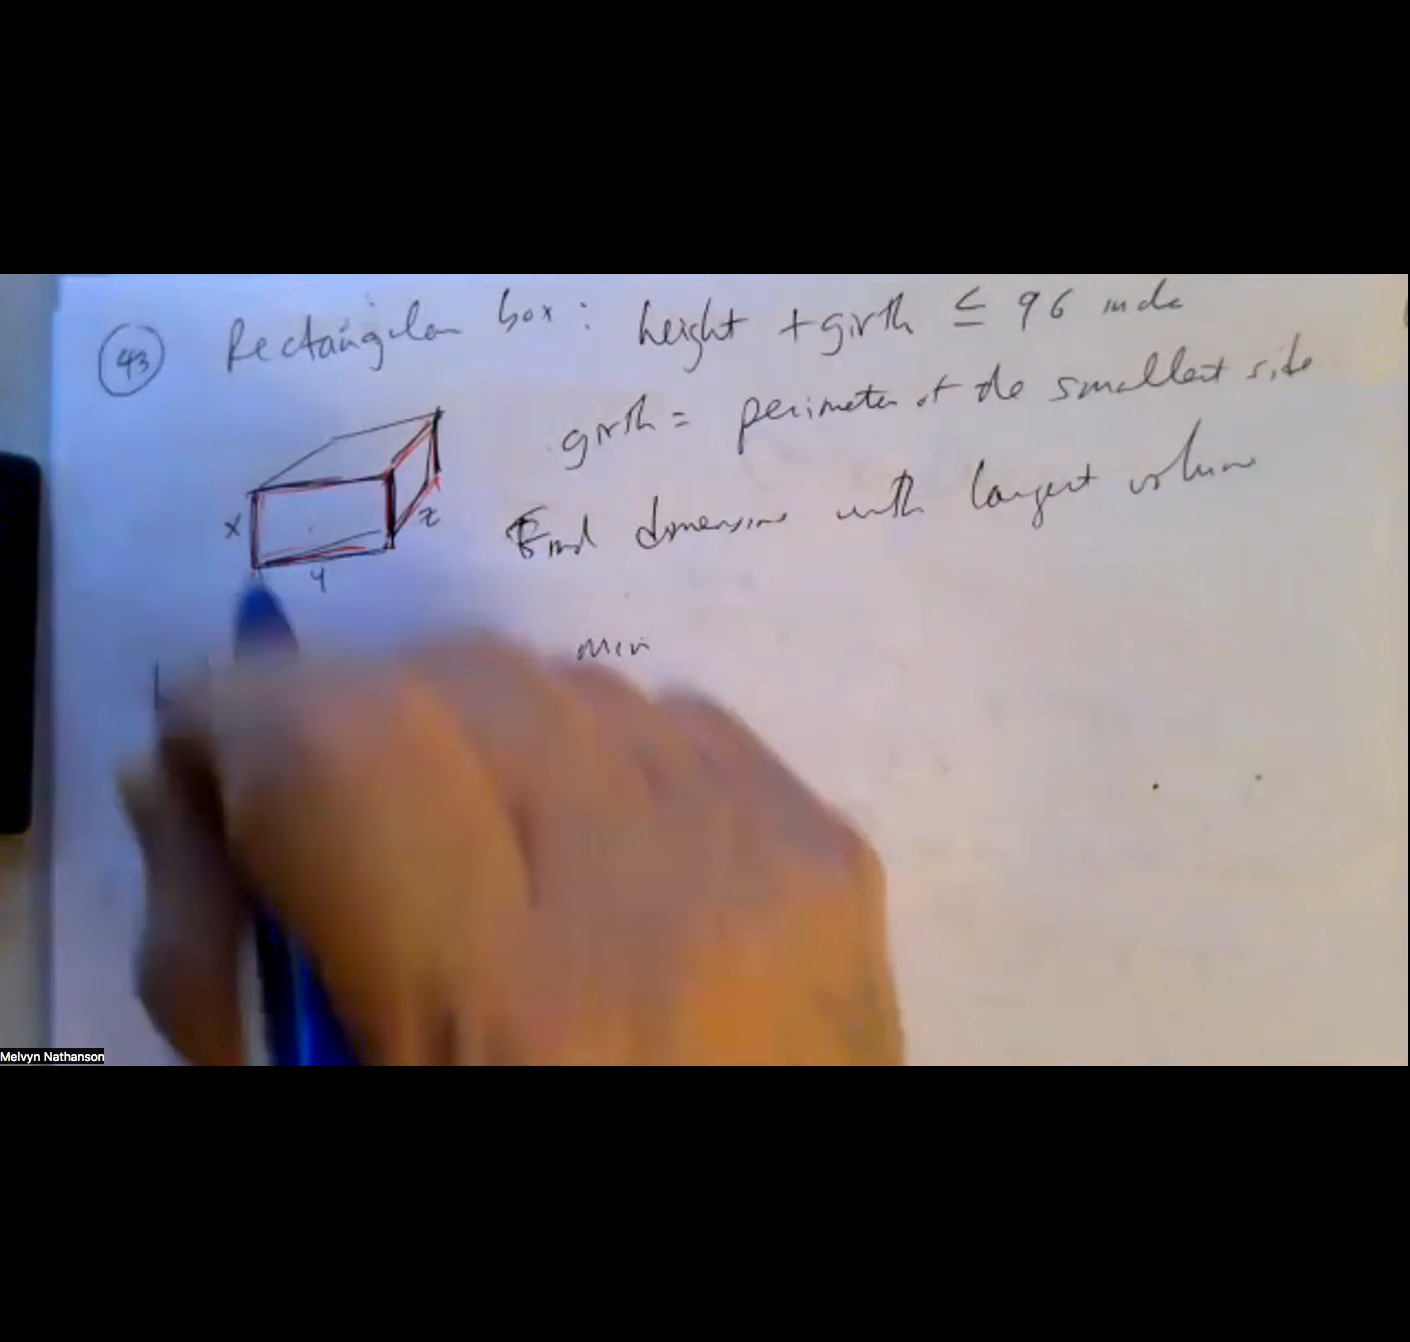 43 Rectangular box: height + girth ≤ 96 inche
girth = perimeter of the smallest side
Find dimensions with largest volume
x
z
y
min
Melvyn Nathanson